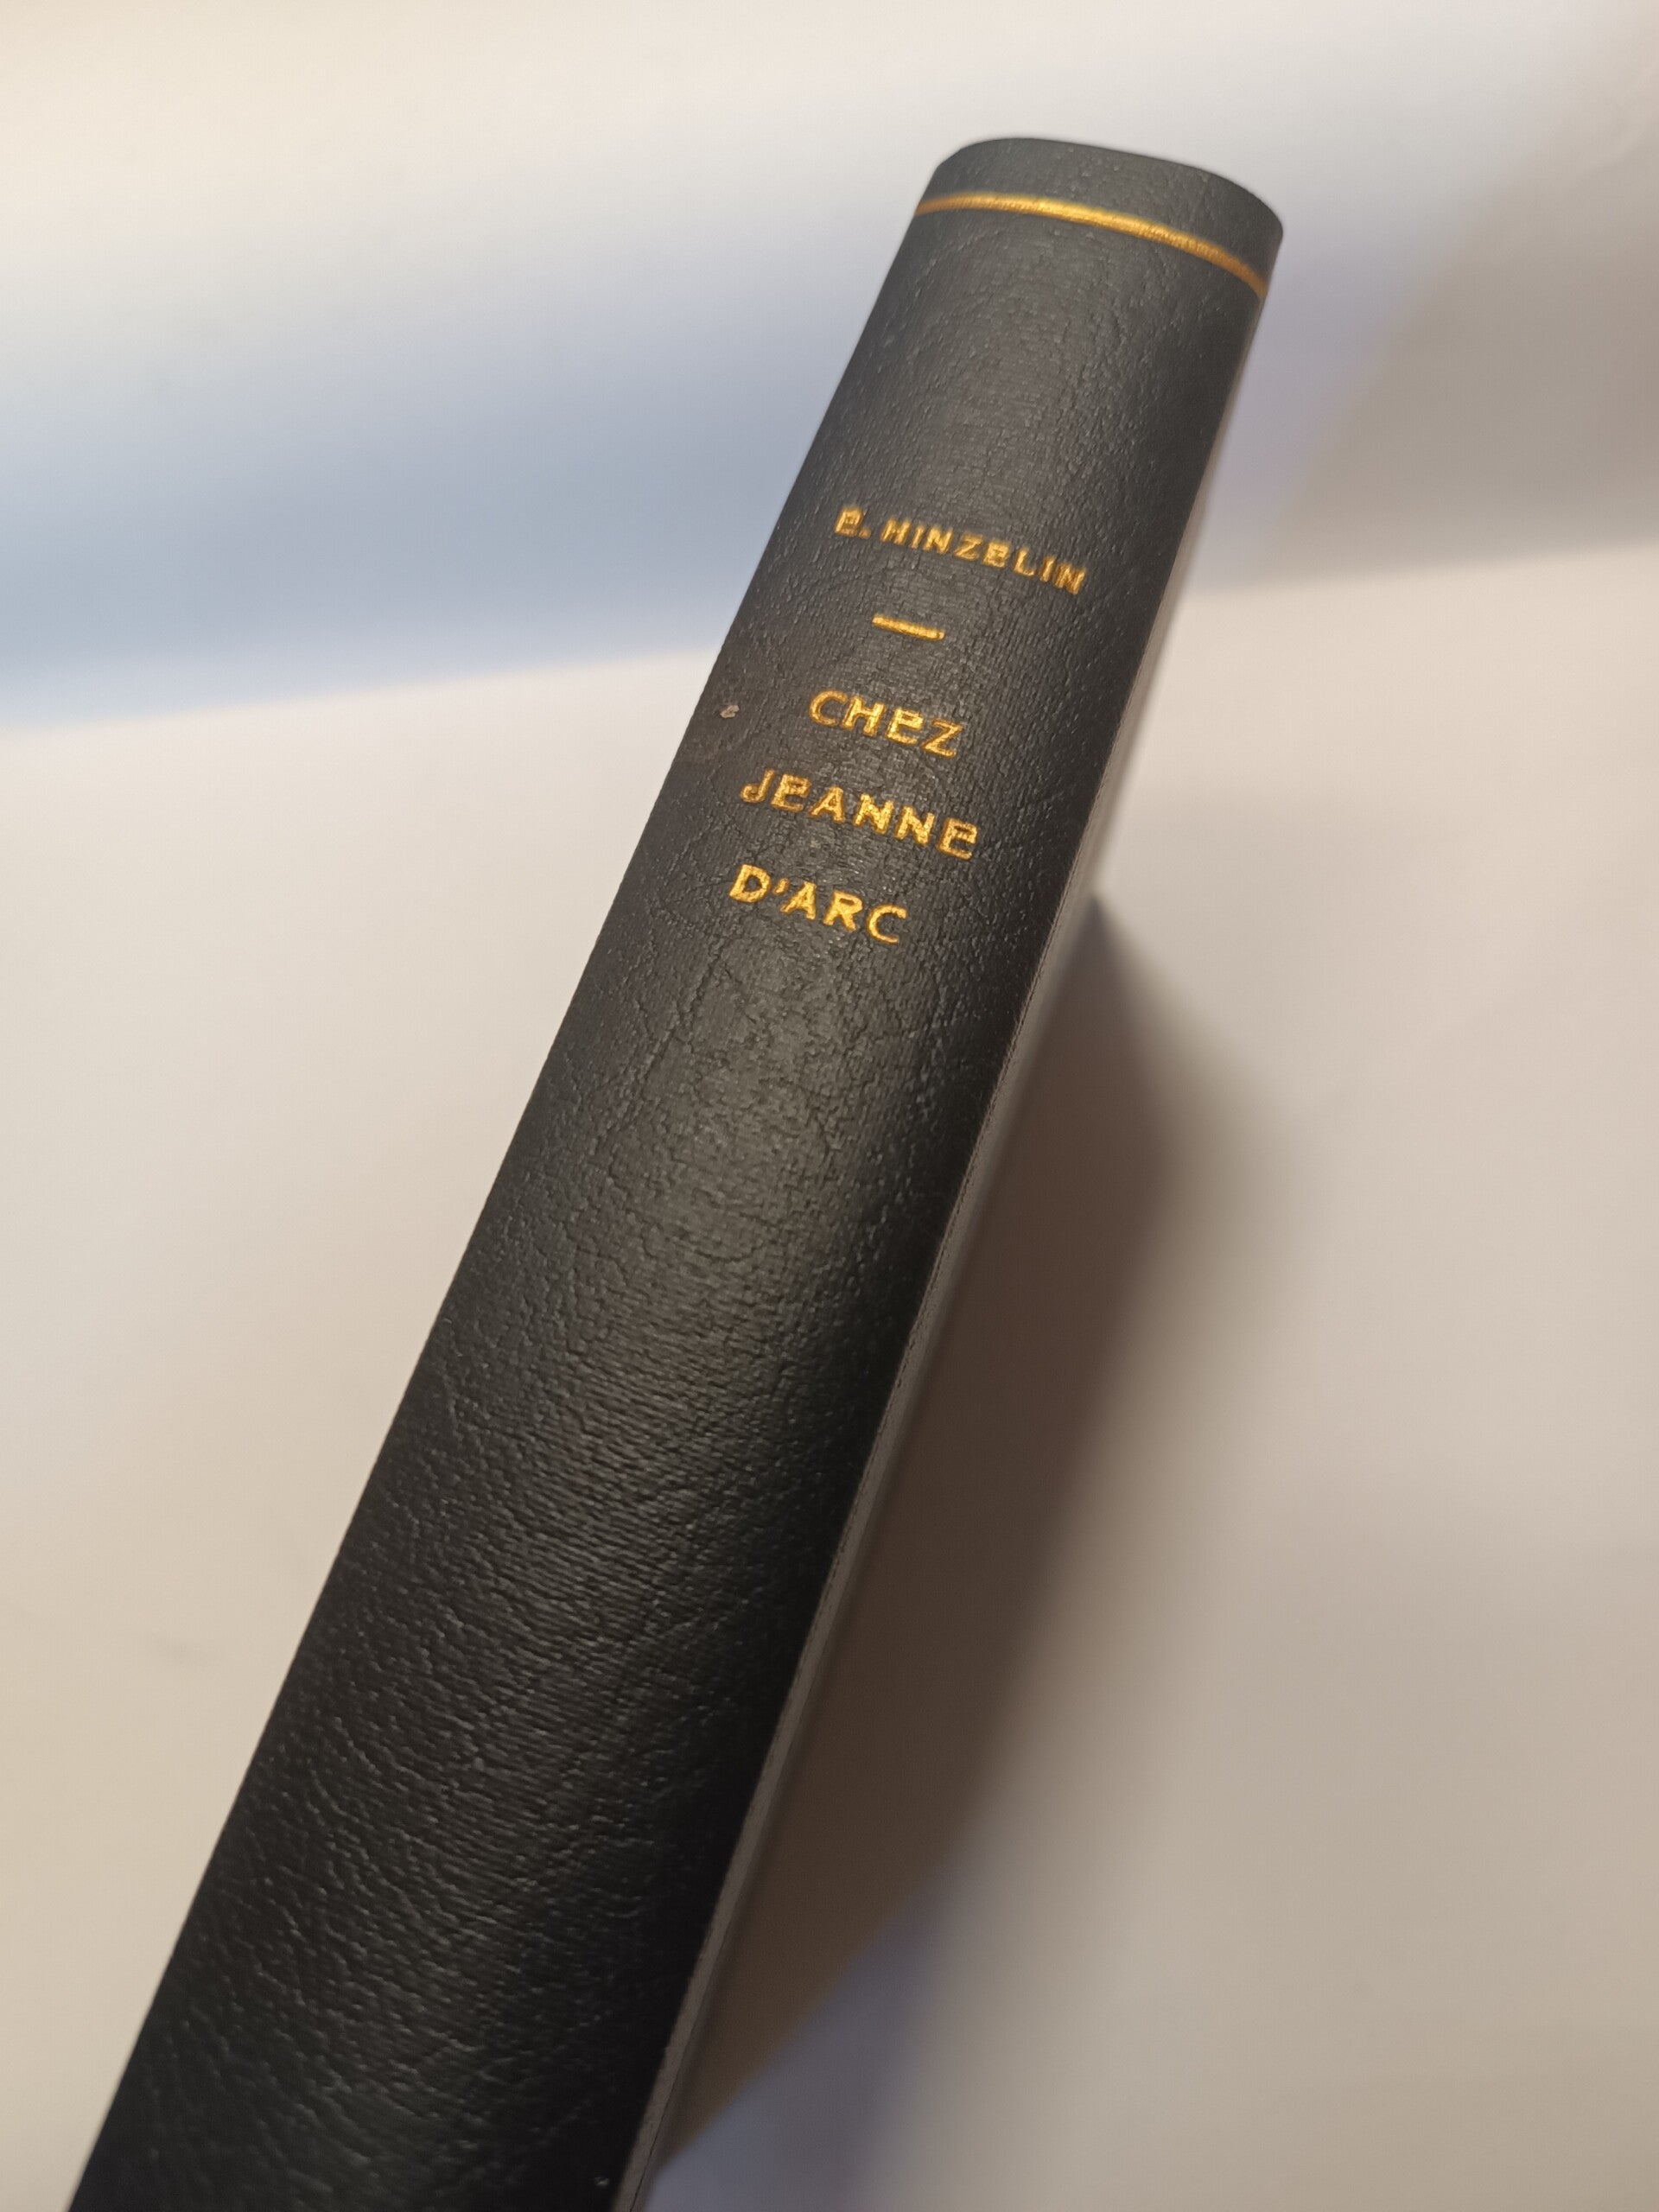 E. HINZELIN
—
CHEZ
JEANNE
D'ARC